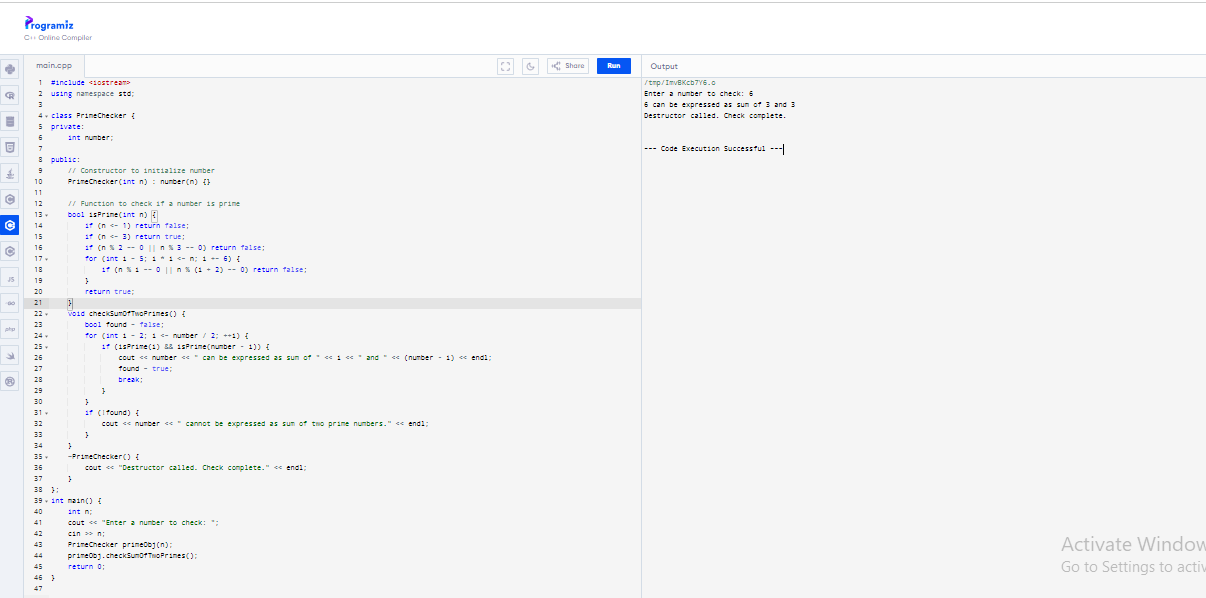 Programiz
C++ Online Compiler
main.cpp
Share
Run
Output
1 #include <iostream>
2 using namespace std;
3
4 class PrimeChecker {
5 private:
6 int number;
7
8 public:
9 // Constructor to initialize number
10 PrimeChecker(int n) : number(n) {}
11
12 // Function to check if a number is prime
13 bool isPrime(int n) {
14 if (n <= 1) return false;
15 if (n <= 3) return true;
16 if (n % 2 == 0 || n % 3 == 0) return false;
17 for (int i = 5; i * i <= n; i += 6) {
18 if (n % i == 0 || n % (i + 2) == 0) return false;
19 }
20 return true;
21 }
22 void checkSumOfTwoPrimes() {
23 bool found = false;
24 for (int i = 2; i <= number / 2; ++i) {
25 if (isPrime(i) && isPrime(number - i)) {
26 cout << number << " can be expressed as sum of " << i << " and " << (number - i) << endl;
27 found = true;
28 break;
29 }
30 }
31 if (!found) {
32 cout << number << " cannot be expressed as sum of two prime numbers." << endl;
33 }
34 }
35 ~PrimeChecker() {
36 cout << "Destructor called. Check complete." << endl;
37 }
38 };
39 int main() {
40 int n;
41 cout << "Enter a number to check: ";
42 cin >> n;
43 PrimeChecker primeObj(n);
44 primeObj.checkSumOfTwoPrimes();
45 return 0;
46 }
47
/tmp/ImvBKcb7Y6.o
Enter a number to check: 6
6 can be expressed as sum of 3 and 3
Destructor called. Check complete.
=== Code Execution Successful ===
JS
GO
php
Activate Window
Go to Settings to activ